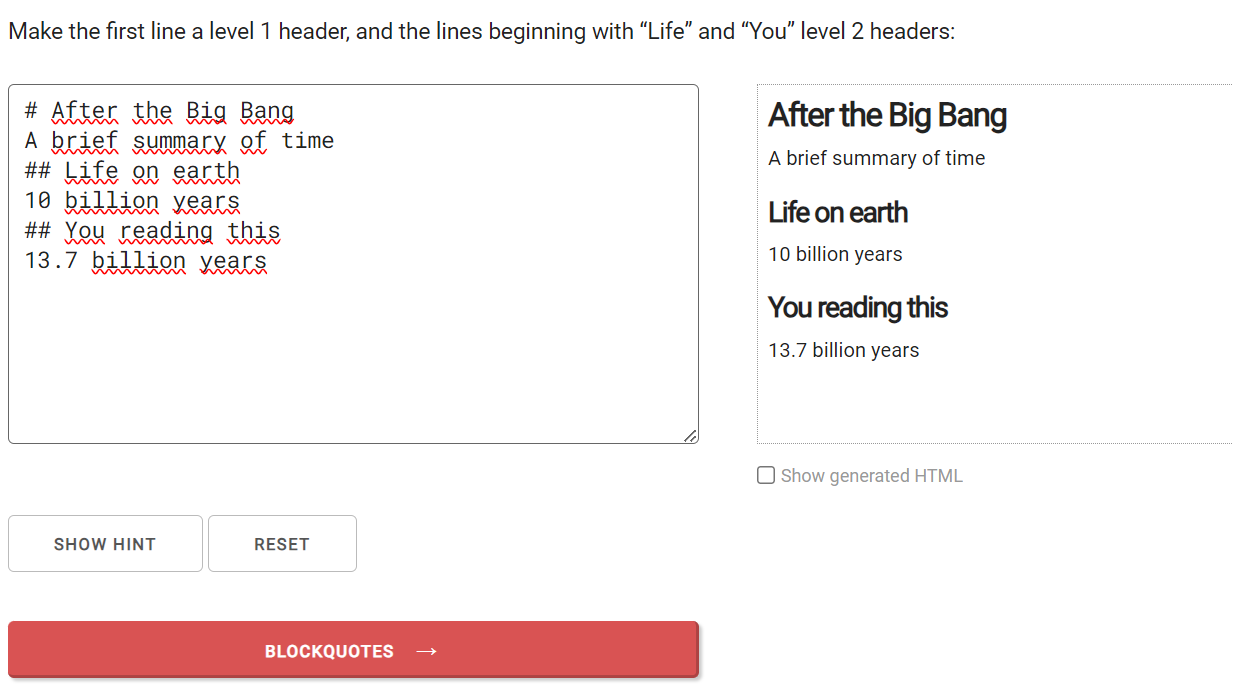 Make the first line a level 1 header, and the lines beginning with “Life” and “You” level 2 headers:
# After the Big Bang
A brief summary of time
## Life on earth
10 billion years
## You reading this
13.7 billion years
After the Big Bang
A brief summary of time
Life on earth
10 billion years
You reading this
13.7 billion years
Show generated HTML
SHOW HINT
RESET
BLOCKQUOTES →